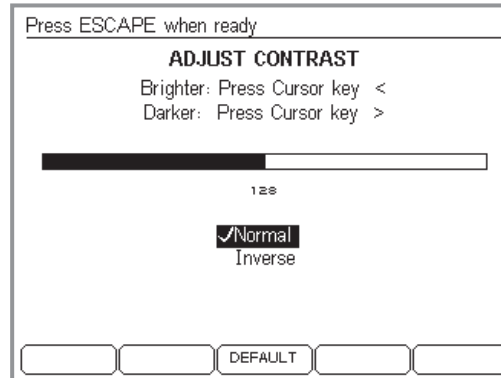 Press ESCAPE when ready
ADJUST CONTRAST
Brighter: Press Cursor key <
Darker: Press Cursor key >
128
✓Normal
Inverse
DEFAULT